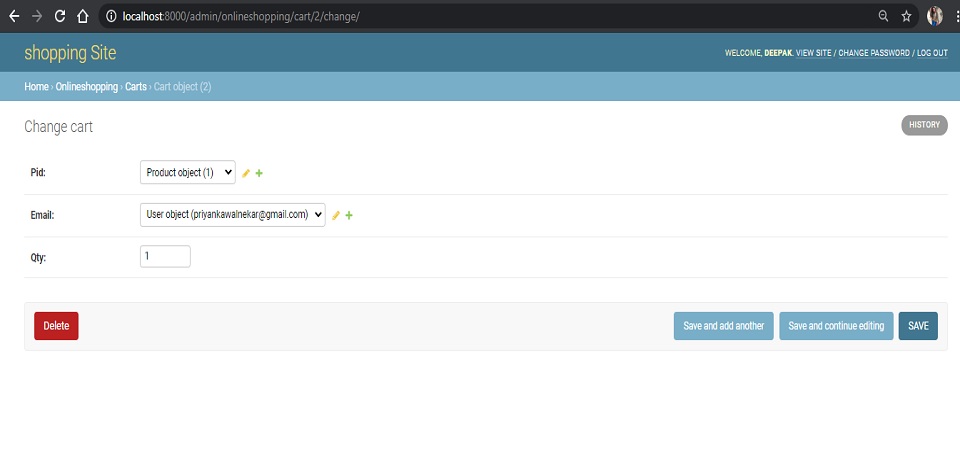 localhost:8000/admin/onlineshopping/cart/2/change/
shopping Site
WELCOME, DEEPAK. VIEW SITE / CHANGE PASSWORD / LOG OUT
Home › Onlineshopping › Carts › Cart object (2)
Change cart
HISTORY
Pid:
Product object (1)
Email:
User object (priyankawalnekar@gmail.com)
Qty:
1
Delete
Save and add another
Save and continue editing
SAVE